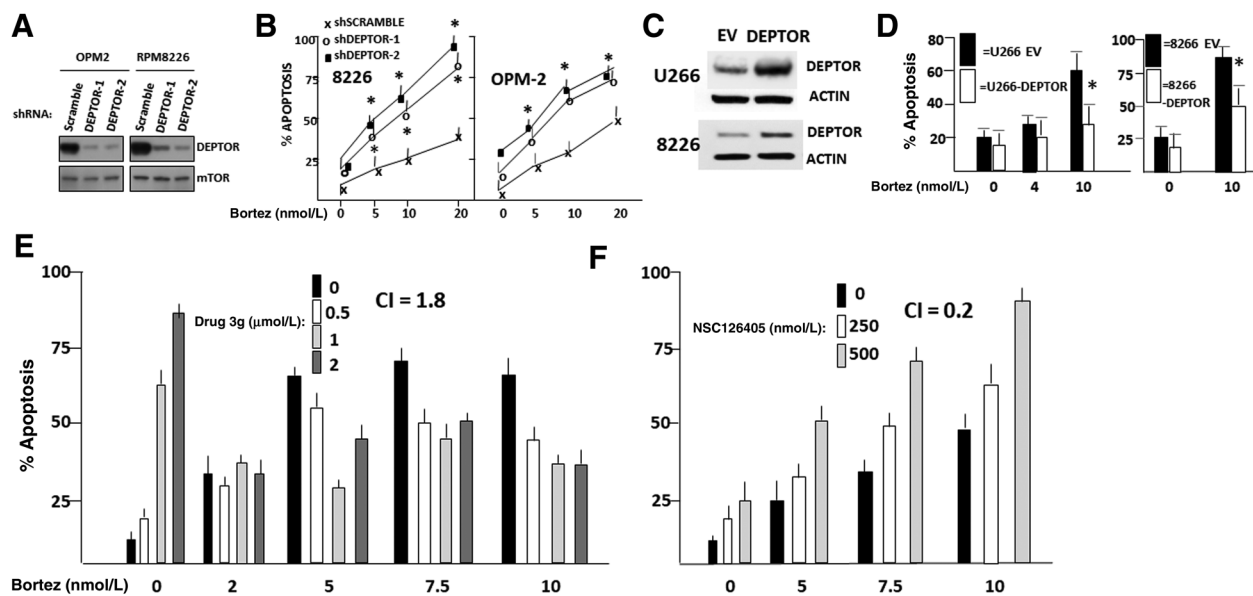 A
OPM2 RPM8226
shRNA: Scramble DEPTOR-1 DEPTOR-2 Scramble DEPTOR-1 DEPTOR-2
DEPTOR
mTOR
B
x shSCRAMBLE
o shDEPTOR-1
■ shDEPTOR-2
% APOPTOSIS
100
75
50
25
8226
OPM-2
* * * * * * * * *
Bortez (nmol/L) 0 5 10 20 0 5 10 20
C
EV DEPTOR
U266 DEPTOR
ACTIN
8226 DEPTOR
ACTIN
D
% Apoptosis
80
60
40
20
=U266 EV
=U266-DEPTOR
*
100
75
50
25
=8266 EV
=8266
-DEPTOR
*
Bortez (nmol/L) 0 4 10 0 10
E
% Apoptosis
100
75
50
25
Drug 3g (µmol/L):
0
0.5
1
2
CI = 1.8
Bortez (nmol/L) 0 2 5 7.5 10
F
% Apoptosis
100
75
50
25
NSC126405 (nmol/L):
0
250
500
CI = 0.2
0 5 7.5 10